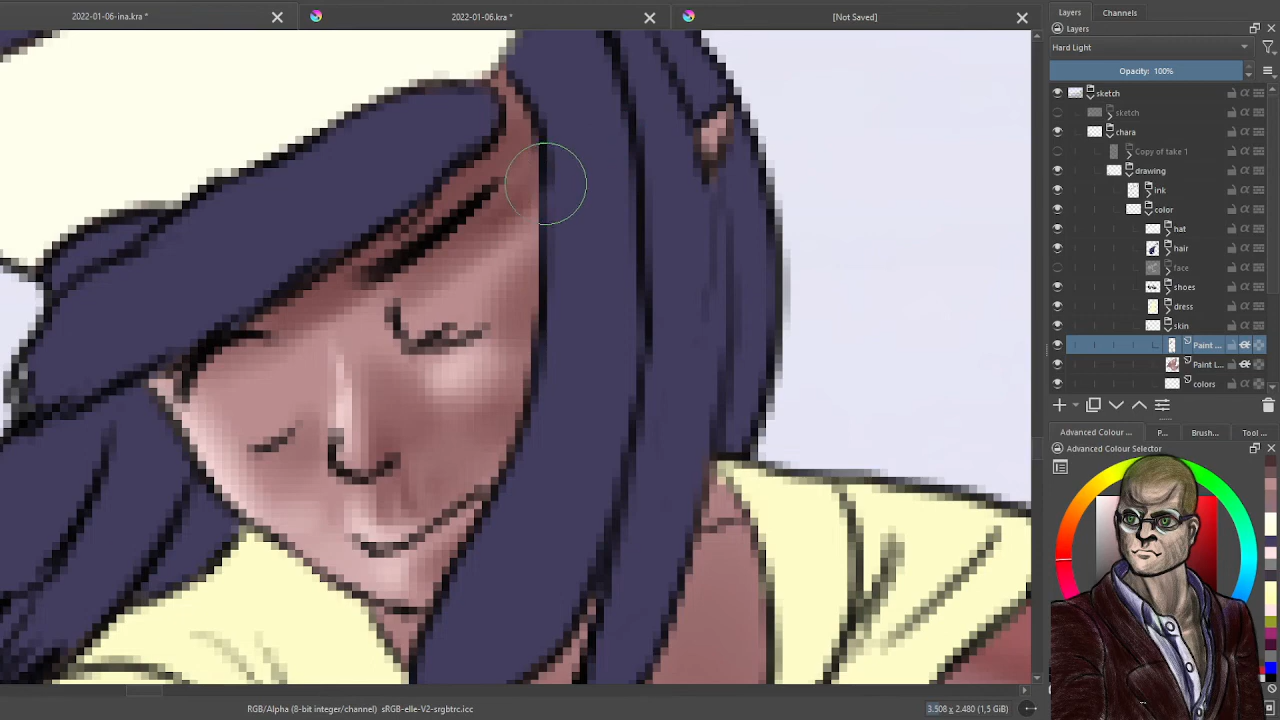 2022-01-06-ina.kra *
2022-01-06.kra *
[Not Saved]
Layers
Channels
Layers
Hard Light
Opacity: 100%
sketch
sketch
chara
Copy of take 1
drawing
ink
color
hat
hair
face
shoes
dress
skin
Paint ...
Paint L...
colors
Advanced Colour ...
P...
Brush...
Tool ...
Advanced Colour Selector
RGB/Alpha (8-bit integer/channel) sRGB-elle-V2-srgbtrc.icc
3.508 x 2.480 (1,5 GiB)